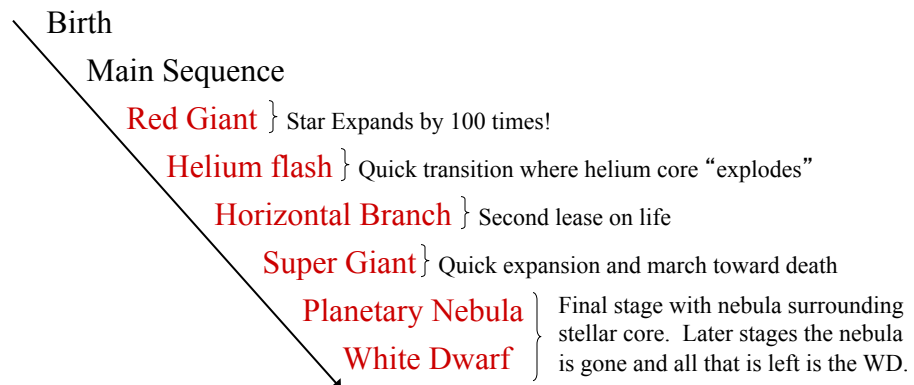 Birth
Main Sequence
Red Giant } Star Expands by 100 times!
Helium flash } Quick transition where helium core “explodes”
Horizontal Branch } Second lease on life
Super Giant } Quick expansion and march toward death
Planetary Nebula
White Dwarf
Final stage with nebula surrounding
stellar core. Later stages the nebula
is gone and all that is left is the WD.